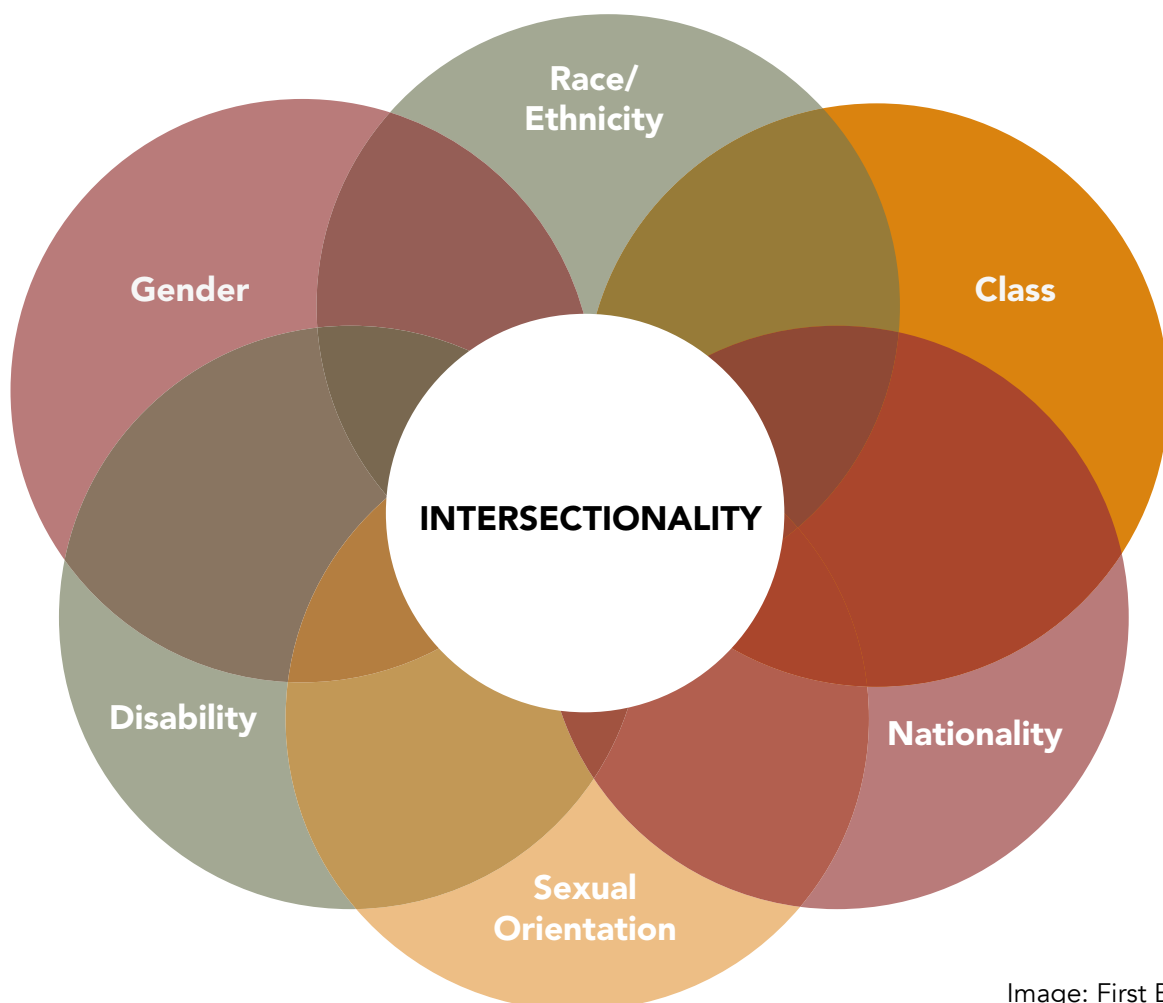 Race/
Ethnicity
Gender
Class
INTERSECTIONALITY
Disability
Nationality
Sexual
Orientation
Image: First